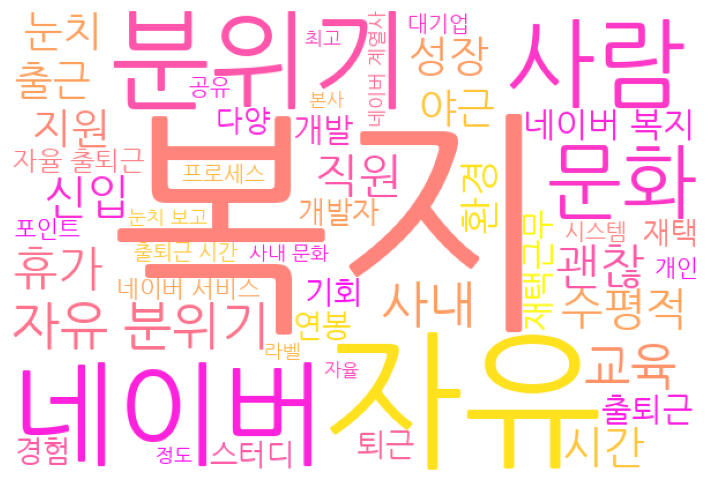 눈치
분위기
최고
네이버 계열사
대기업
사람
출근
공유
성장
본사
야근
지원
다양
개발
네이버 복지
자율 출퇴근
복지
프로세스
직원
환경
문화
신입
포인트
눈치 보고
개발자
시스템
재택
출퇴근 시간
사내 문화
재택근무
괜찮
개인
휴가
네이버 서비스
기회
사내
수평적
자유 분위기
연봉
라벨
자유
교육
네이버
자율
출퇴근
경험
정도
스터디
퇴근
시간